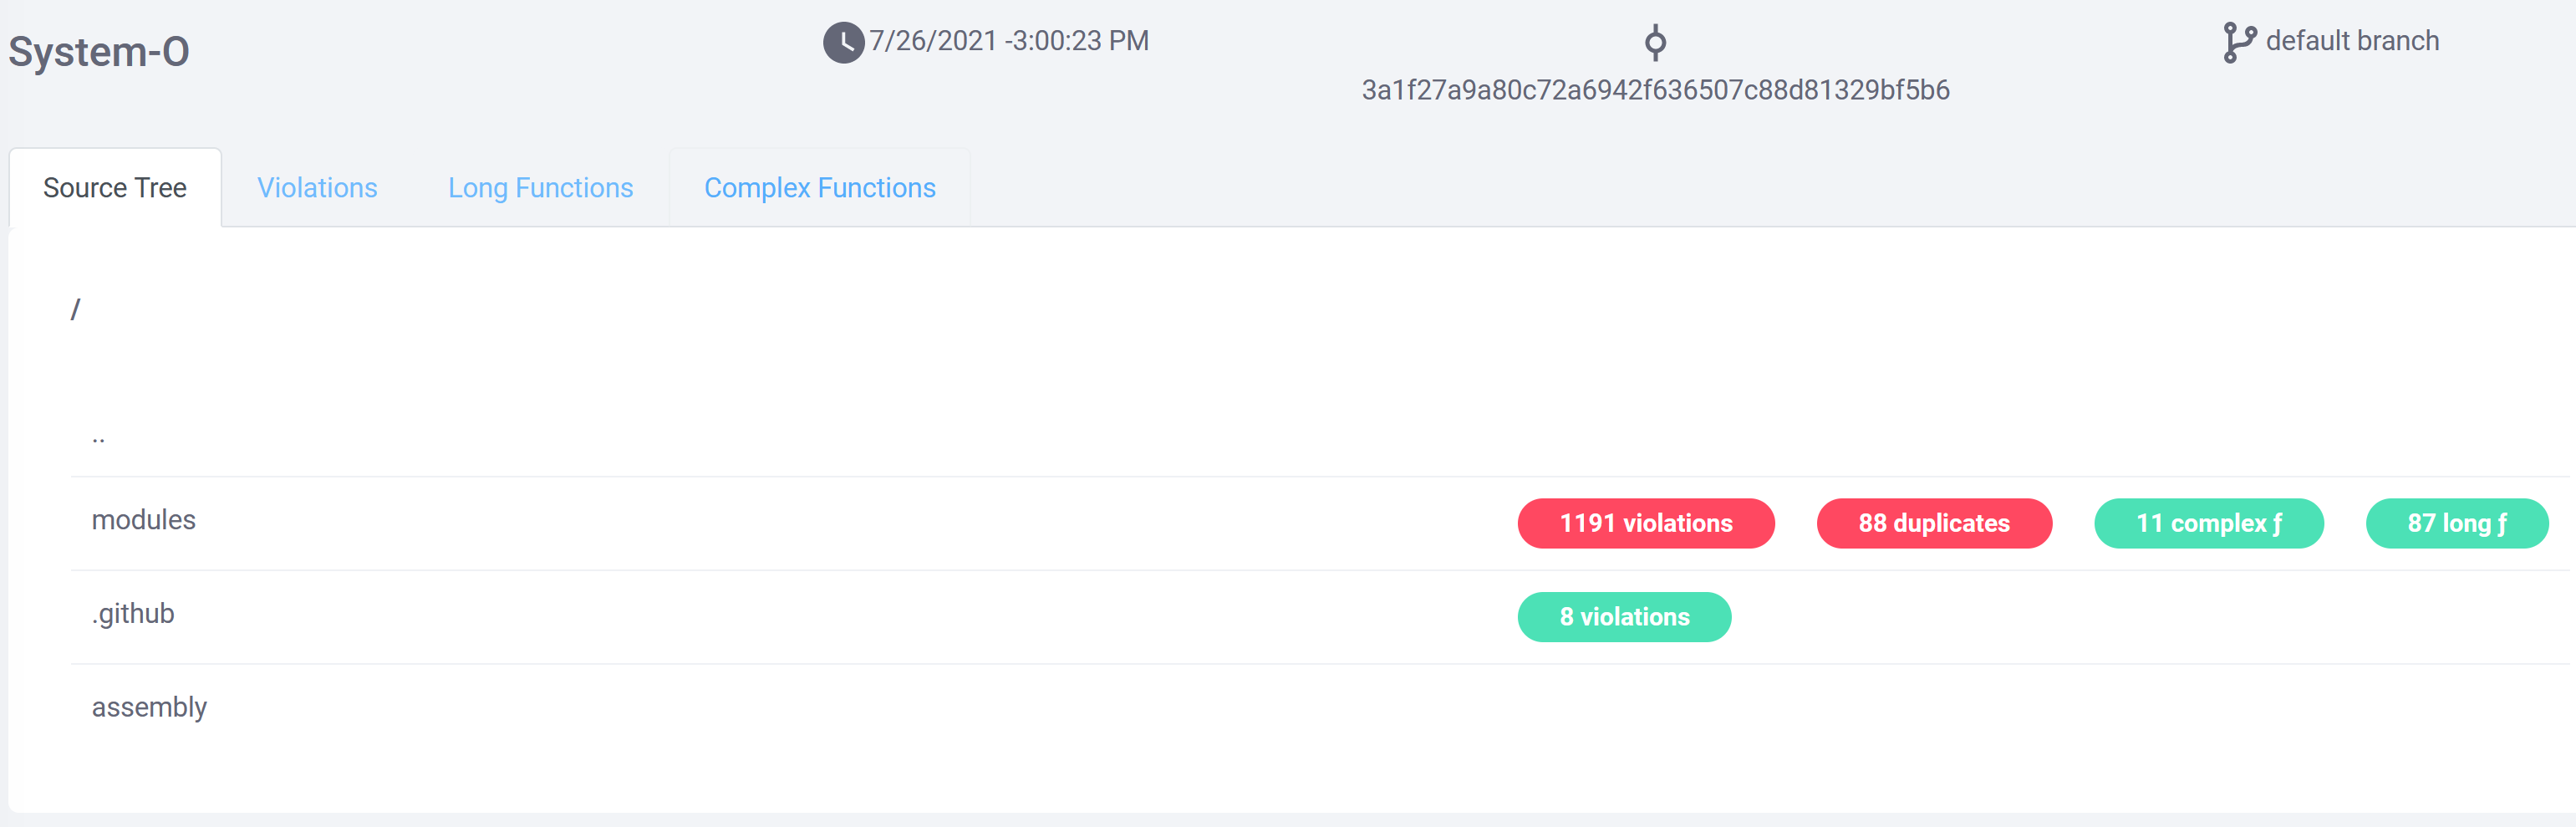 System-O
7/26/2021 -3:00:23 PM
3a1f27a9a80c72a6942f636507c88d81329bf5b6
default branch
Source Tree
Violations
Long Functions
Complex Functions
/
..
modules
1191 violations
88 duplicates
11 complex ƒ
87 long ƒ
.github
8 violations
assembly